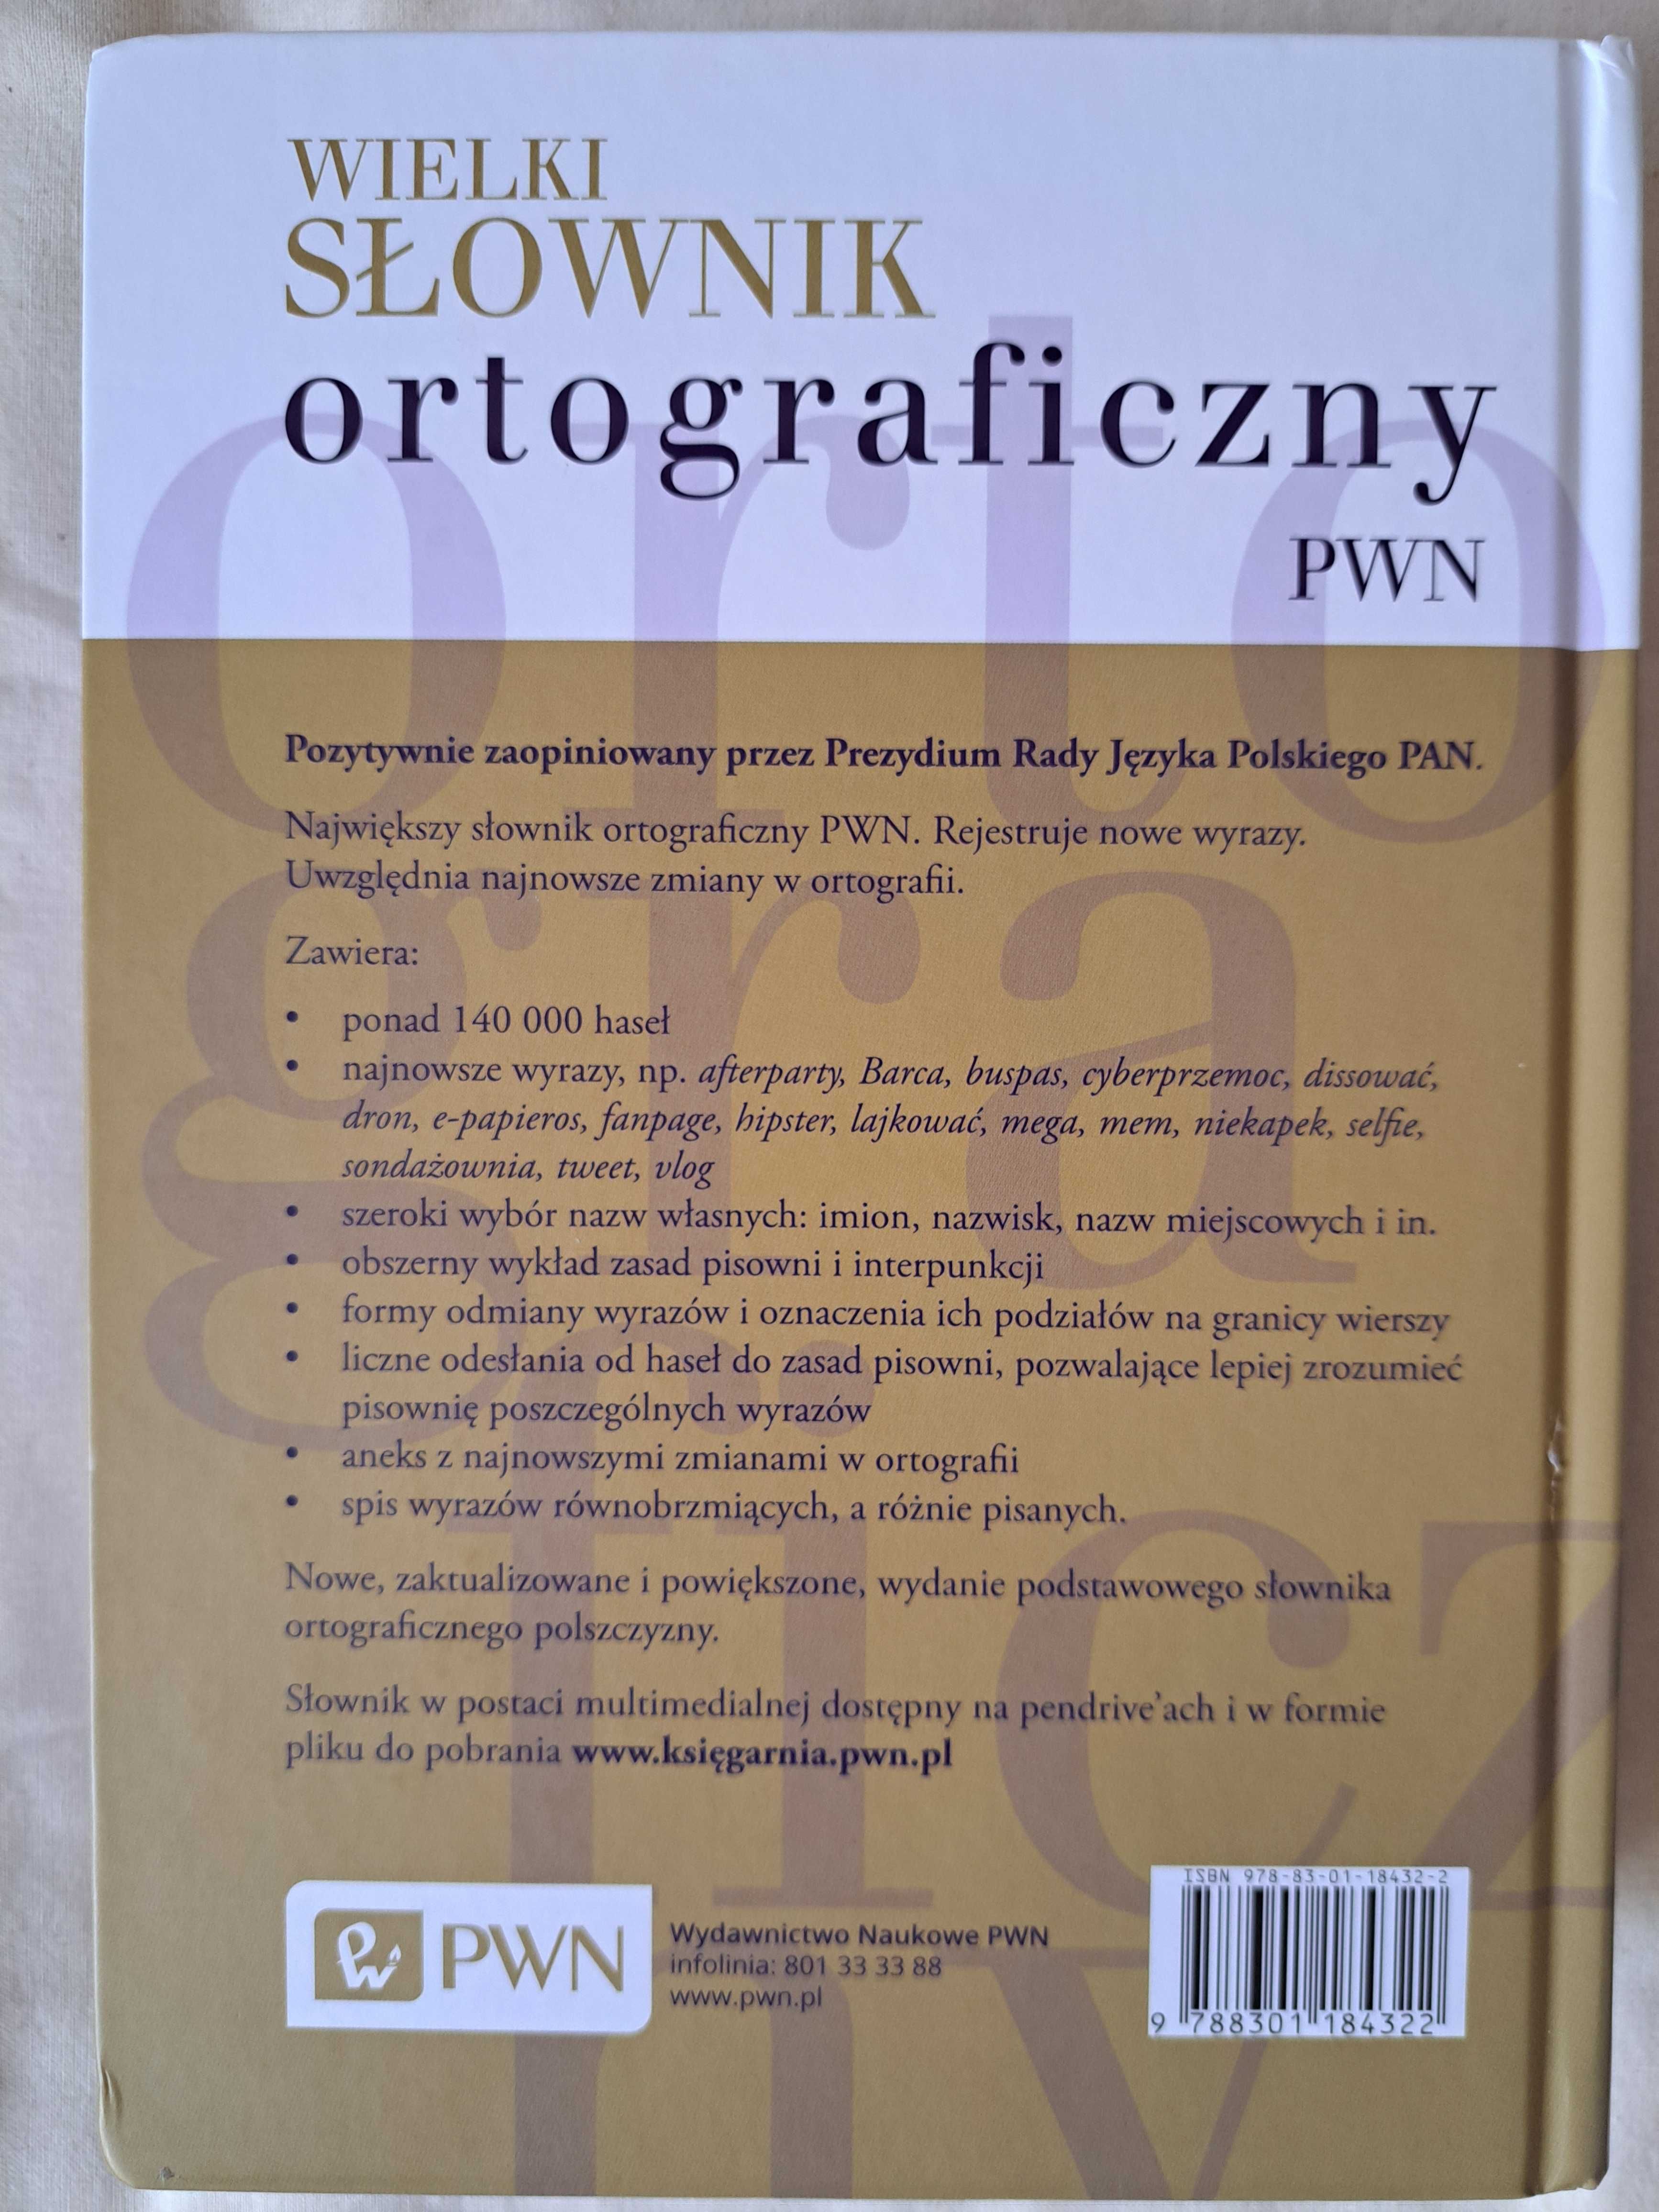 WIELKI
SŁOWNIK
ortograficzny
PWN
Pozytywnie zaopiniowany przez Prezydium Rady Języka Polskiego PAN.
Największy słownik ortograficzny PWN. Rejestruje nowe wyrazy.
Uwzględnia najnowsze zmiany w ortografii.
Zawiera:
• ponad 140 000 haseł
• najnowsze wyrazy, np. afterparty, Barca, buspas, cyberprzemoc, dissować,
dron, e-papieros, fanpage, hipster, lajkować, mega, mem, niekapek, selfie,
sondażownia, tweet, vlog
• szeroki wybór nazw własnych: imion, nazwisk, nazw miejscowych i in.
• obszerny wykład zasad pisowni i interpunkcji
• formy odmiany wyrazów i oznaczenia ich podziałów na granicy wierszy
• liczne odesłania od haseł do zasad pisowni, pozwalające lepiej zrozumieć
pisownię poszczególnych wyrazów
• aneks z najnowszymi zmianami w ortografii
• spis wyrazów równobrzmiących, a różnie pisanych.
Nowe, zaktualizowane i powiększone, wydanie podstawowego słownika
ortograficznego polszczyzny.
Słownik w postaci multimedialnej dostępny na pendrive'ach i w formie
pliku do pobrania www.księgarnia.pwn.pl
PWN
Wydawnictwo Naukowe PWN
infolinia: 801 33 33 88
www.pwn.pl
ISBN 978-83-01-18432-2
9 788301 184322
orto
gra
ficz
ny